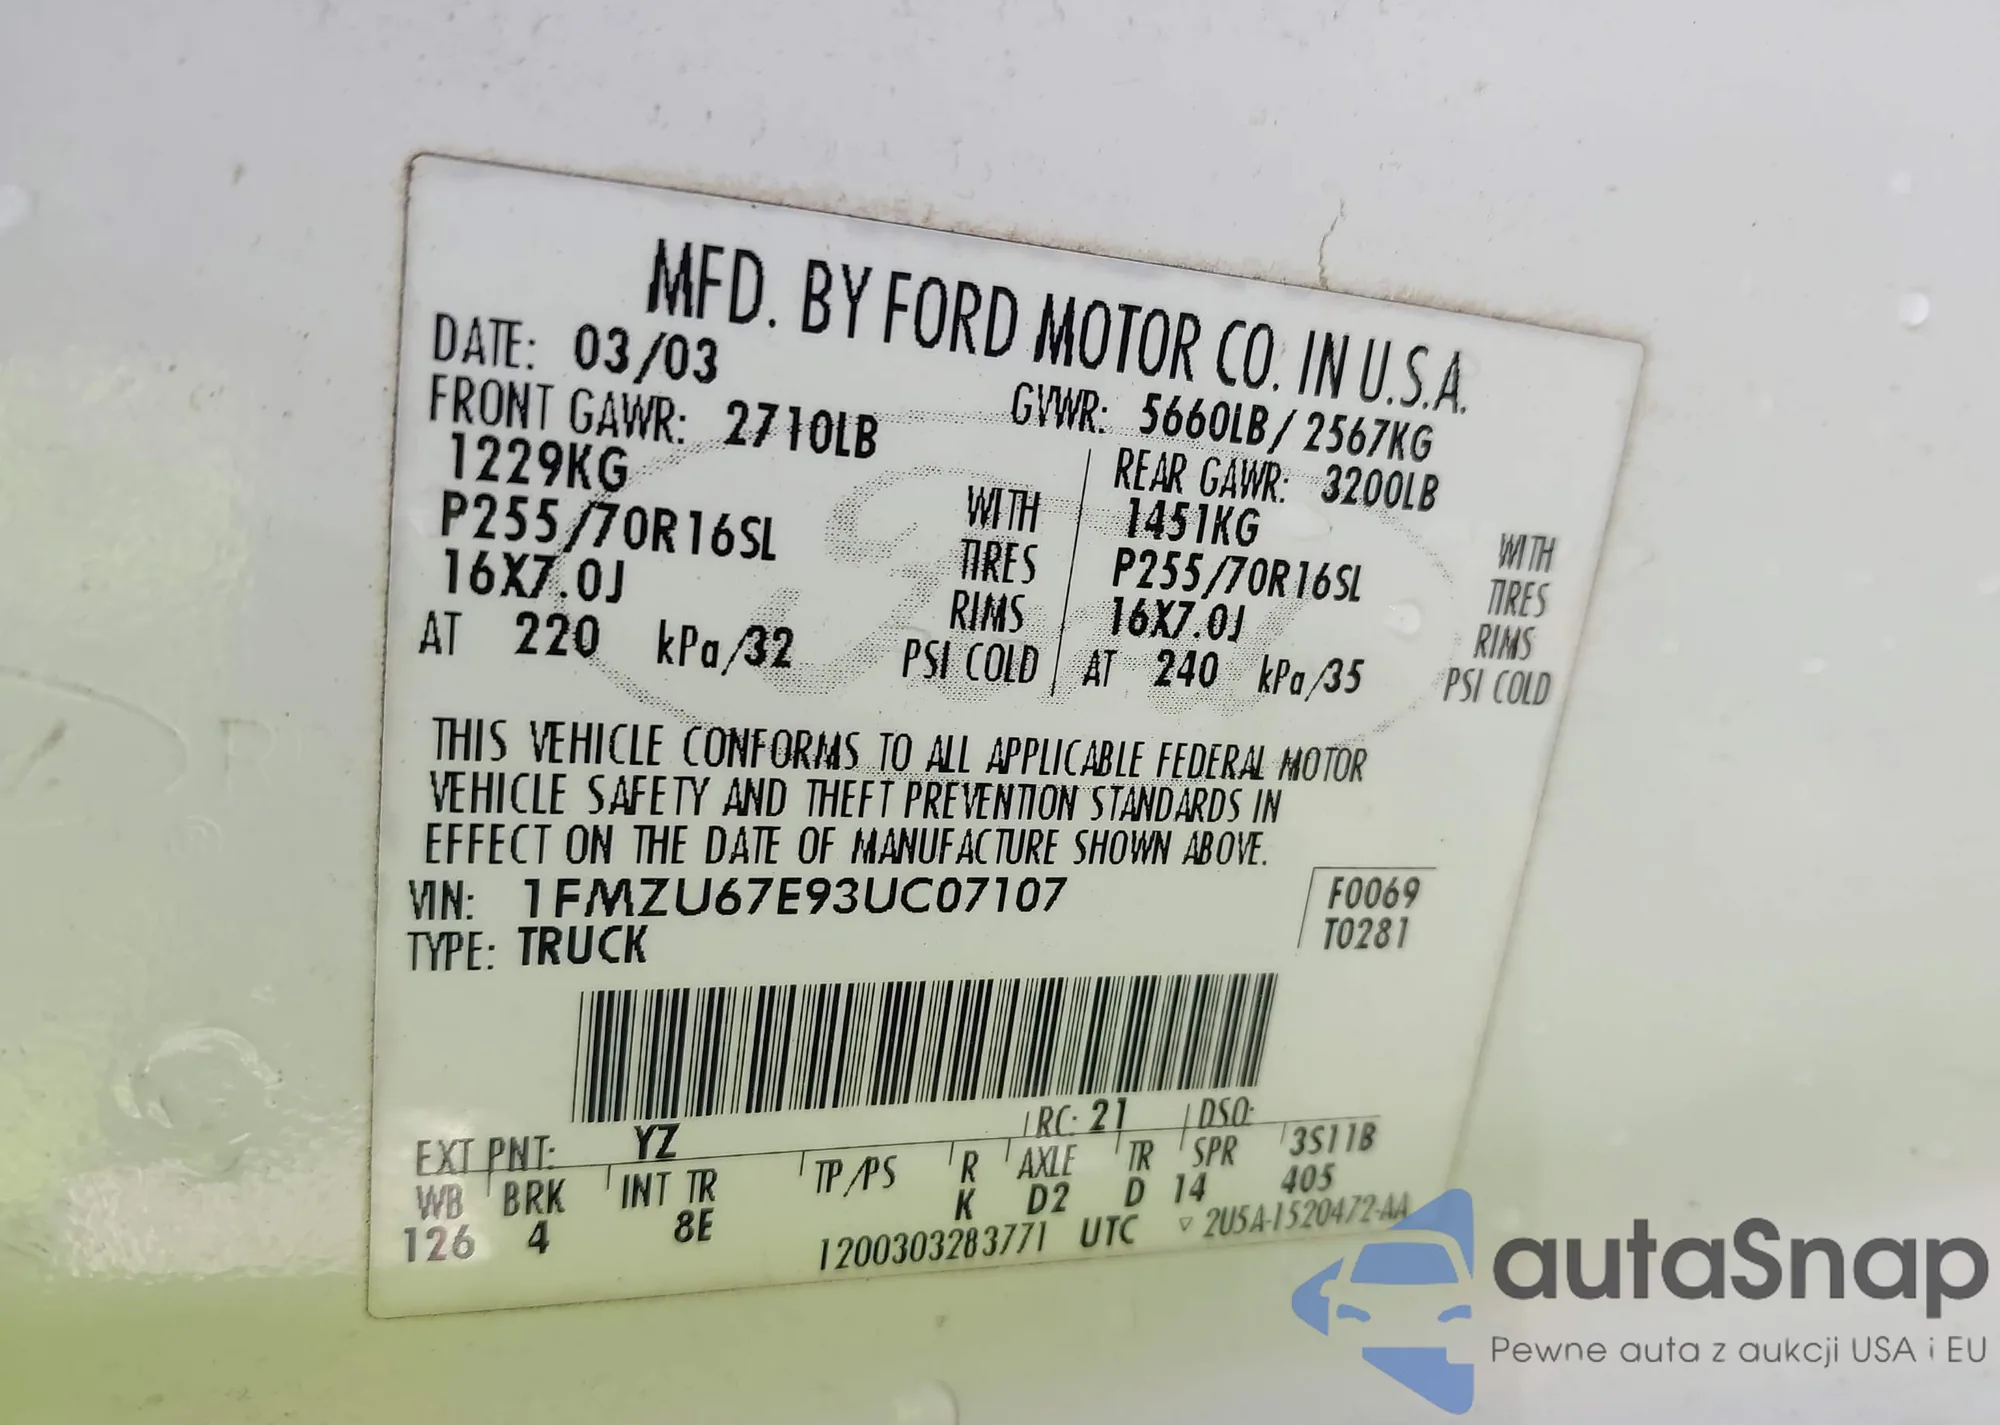 MFD. BY FORD MOTOR CO. IN U.S.A.
DATE: 03/03
GVWR: 5660LB/2567KG
FRONT GAWR: 2710LB
1229KG WITH
P255/70R16SL TIRES
16X7.0J RIMS
AT 220 kPa/32 PSI COLD
REAR GAWR: 3200LB
1451KG WITH
P255/70R16SL TIRES
16X7.0J RIMS
AT 240 kPa/35 PSI COLD
THIS VEHICLE CONFORMS TO ALL APPLICABLE FEDERAL MOTOR
VEHICLE SAFETY AND THEFT PREVENTION STANDARDS IN
EFFECT ON THE DATE OF MANUFACTURE SHOWN ABOVE.
VIN: 1FMZU67E93UC07107
TYPE: TRUCK
F0069
T0281
EXT PNT: YZ RC: 21 DSO:
WB BRK INT TR TP/PS R AXLE TR SPR 3S11B
126 4 8E K D2 D 14 405
1200303283771 UTC ▽ 2U5A-1520472-AA
autaSnap
Pewne auta z aukcji USA i EU